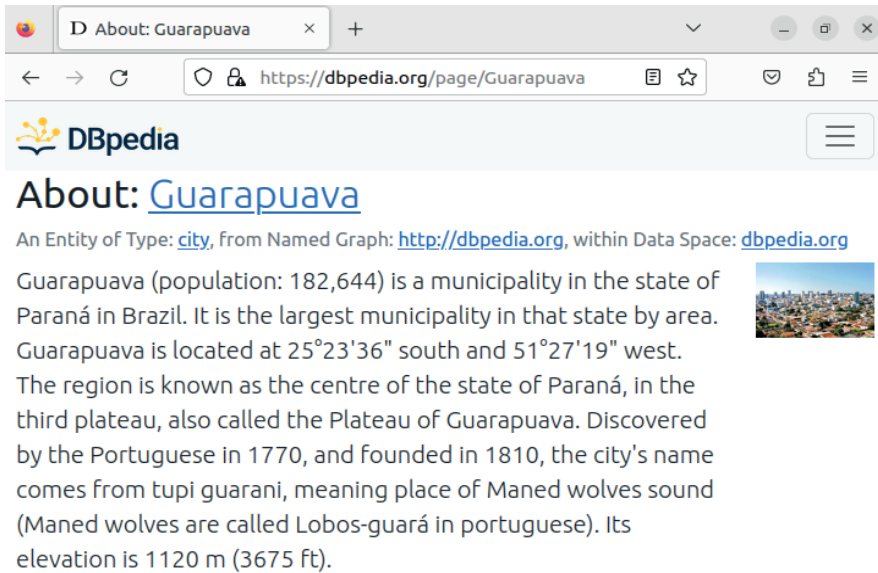 D About: Guarapuava
https://dbpedia.org/page/Guarapuava
DBpedia
About: Guarapuava
An Entity of Type: city, from Named Graph: http://dbpedia.org, within Data Space: dbpedia.org
Guarapuava (population: 182,644) is a municipality in the state of
Paraná in Brazil. It is the largest municipality in that state by area.
Guarapuava is located at 25°23'36" south and 51°27'19" west.
The region is known as the centre of the state of Paraná, in the
third plateau, also called the Plateau of Guarapuava. Discovered
by the Portuguese in 1770, and founded in 1810, the city's name
comes from tupi guarani, meaning place of Maned wolves sound
(Maned wolves are called Lobos-guará in portuguese). Its
elevation is 1120 m (3675 ft).